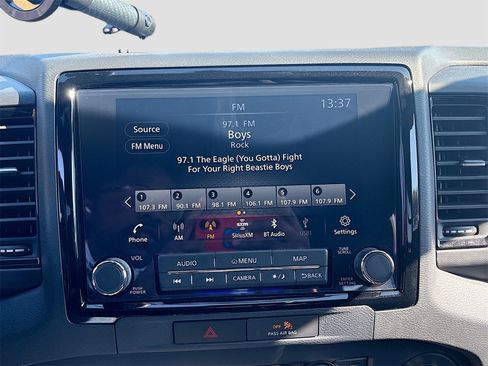 FM 13:37
97.1 FM
Source
Boys
Rock
FM Menu
97.1 The Eagle (You Gotta) Fight
For Your Right Beastie Boys
1 2 3 4 5 6
107.3 FM 90.1 FM 98.1 FM 106.1 FM 107.9 FM 107.9 FM
Phone AM FM SiriusXM BT Audio USB1 Settings
VOL AUDIO MENU MAP TUNE
SCROLL
CAMERA BACK
PUSH
POWER
ENTER
SETTING
OFF
PASS AIR BAG